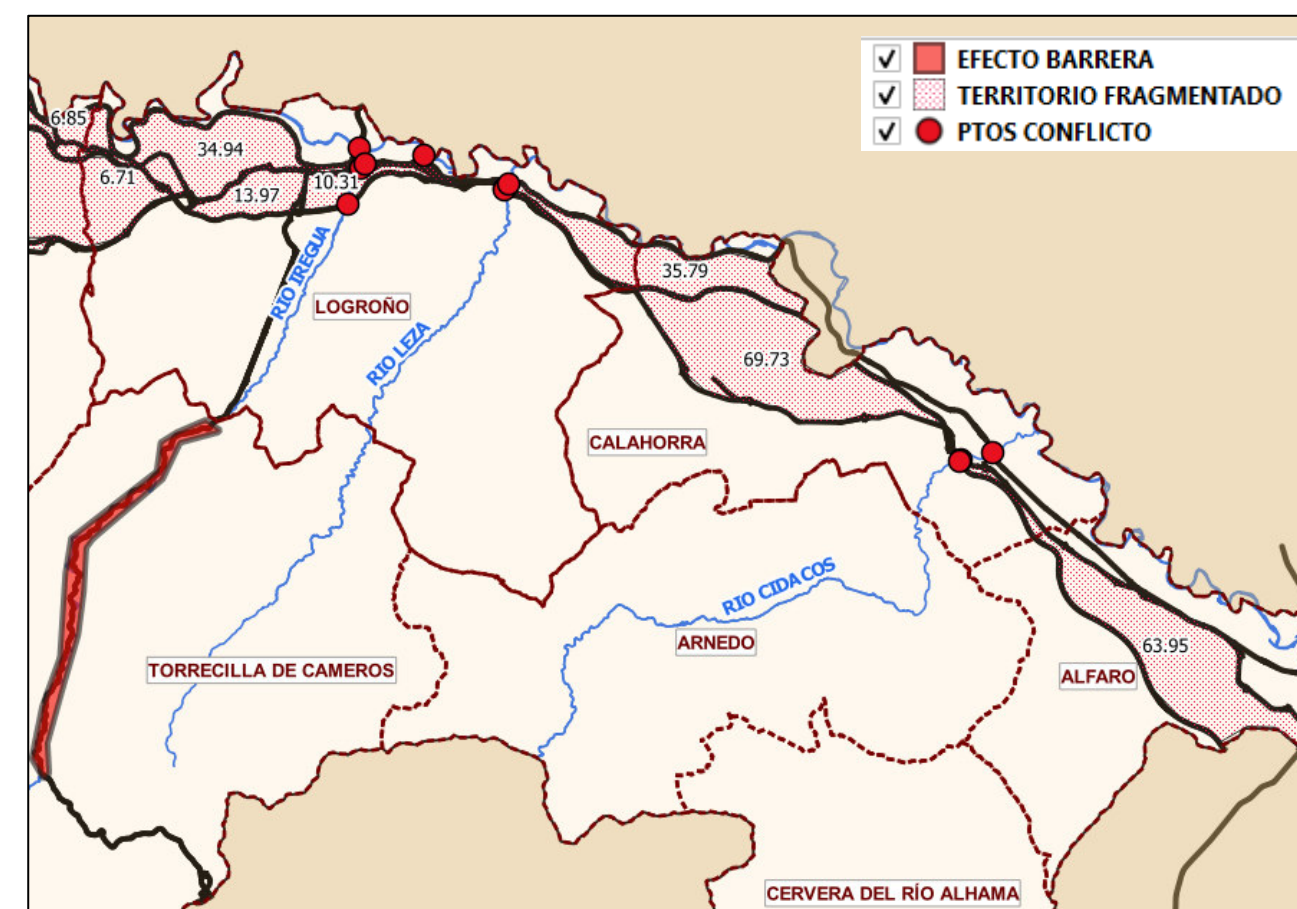 EFECTO BARRERA
TERRITORIO FRAGMENTADO
PTOS CONFLICTO
6.85
34.94
6.71
13.97
10.31
RIO IREGUA
LOGROÑO
RIO LEZA
35.79
69.73
CALAHORRA
RIO CIDACOS
ARNEDO
TORRECILLA DE CAMEROS
63.95
ALFARO
CERVERA DEL RÍO ALHAMA